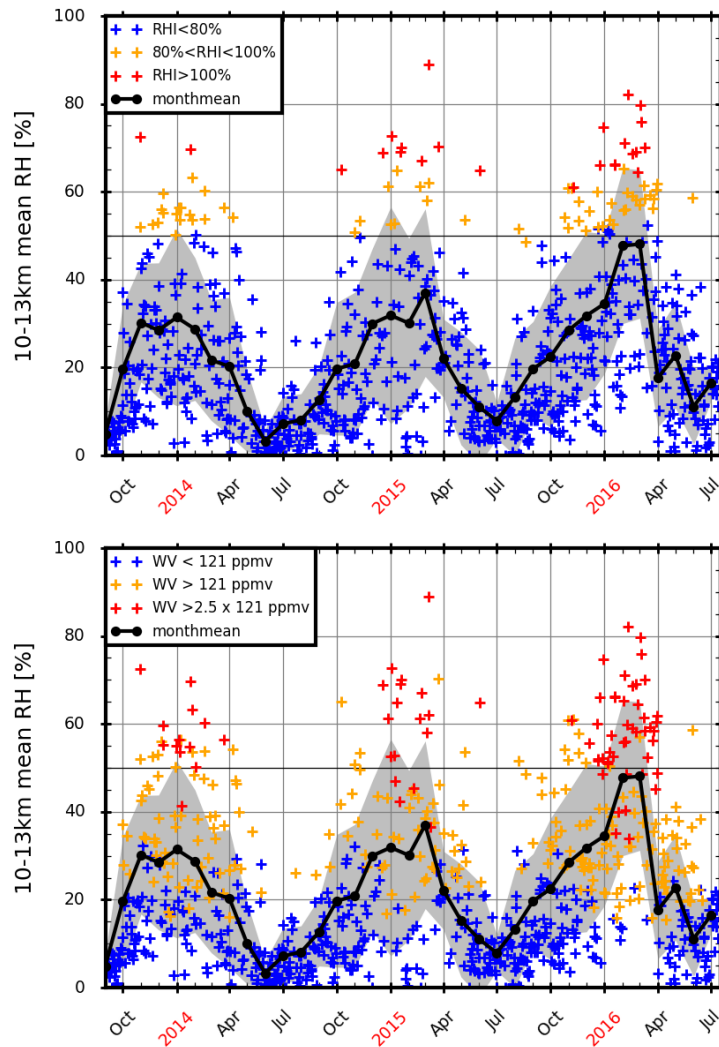 100
80
60
40
20
0
10-13km mean RH [%]
RHI<80%
80%<RHI<100%
RHI>100%
monthmean
Oct
2014
Apr
Jul
Oct
2015
Apr
Jul
Oct
2016
Apr
Jul
100
80
60
40
20
0
10-13km mean RH [%]
WV < 121 ppmv
WV > 121 ppmv
WV >2.5 x 121 ppmv
monthmean
Oct
2014
Apr
Jul
Oct
2015
Apr
Jul
Oct
2016
Apr
Jul